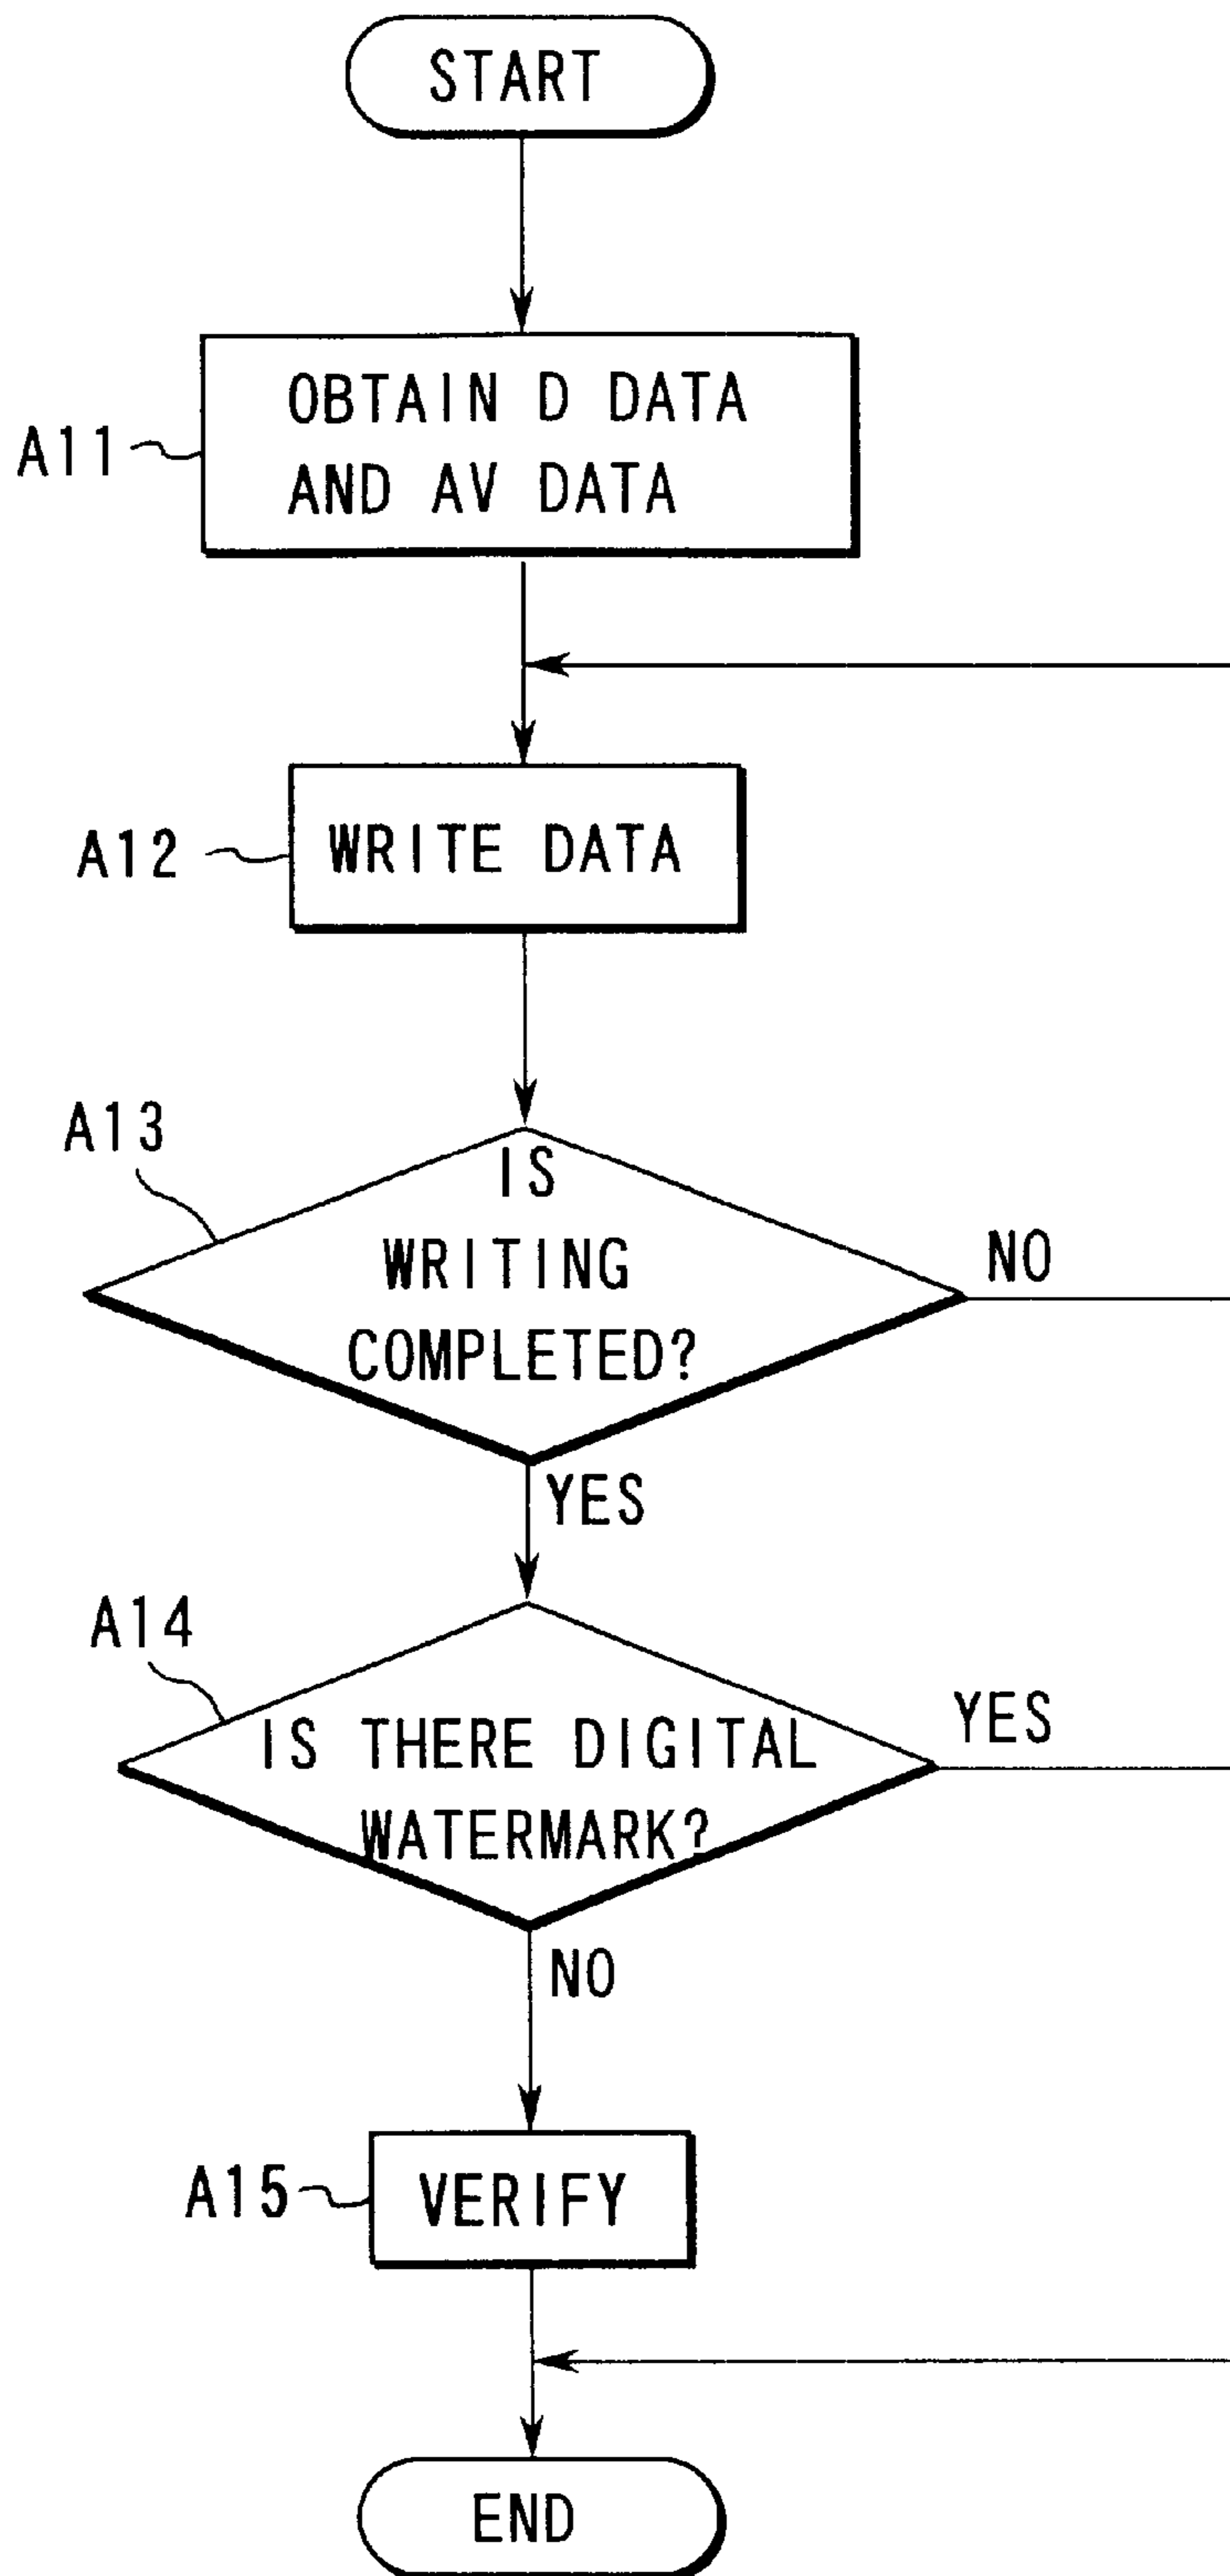 START
A11
OBTAIN D DATA
AND AV DATA
A12
WRITE DATA
A13
IS
WRITING
COMPLETED?
NO
YES
A14
IS THERE DIGITAL
WATERMARK?
YES
NO
A15
VERIFY
END